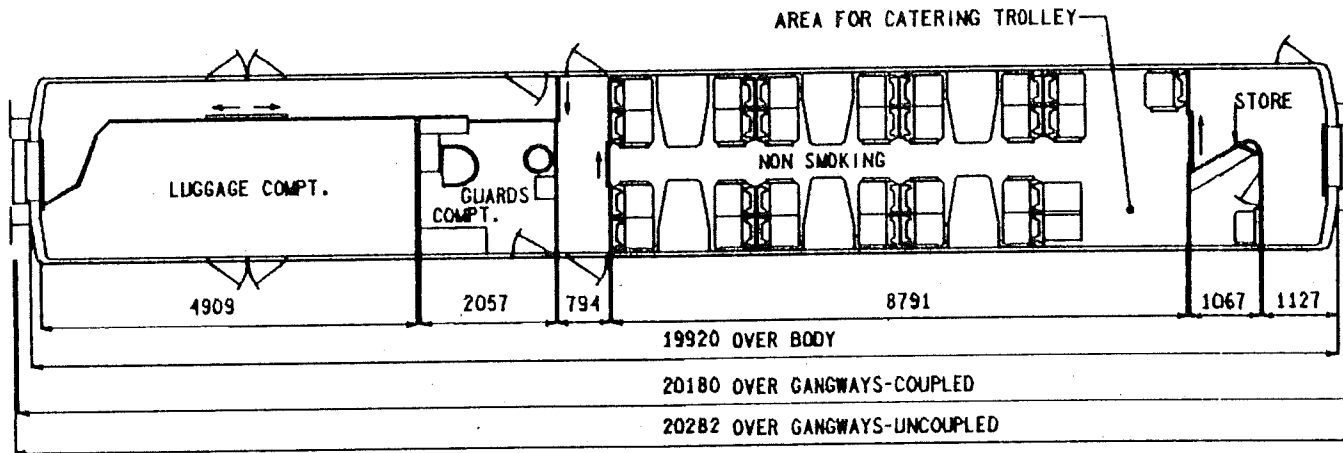 AREA FOR CATERING TROLLEY
STORE
NON SMOKING
LUGGAGE COMPT.
GUARDS
COMPT.
4909
2057
794
8791
1067
1127
19920 OVER BODY
20180 OVER GANGWAYS-COUPLED
20282 OVER GANGWAYS-UNCOUPLED